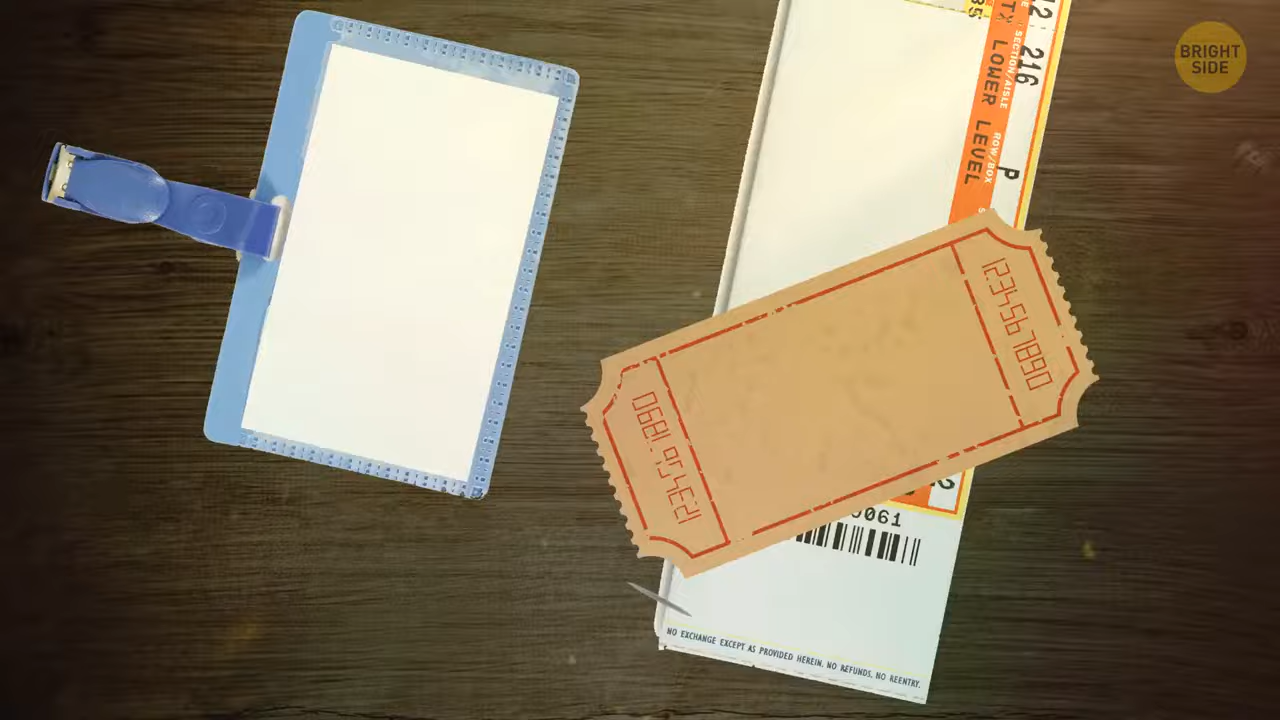 BRIGHT
SIDE
216
SECTION/AISLE
LOWER LEVEL
ROW/BOX
P
1234567890
1234567890
0061
NO EXCHANGE EXCEPT AS PROVIDED HEREIN, NO REFUNDS, NO REENTRY.